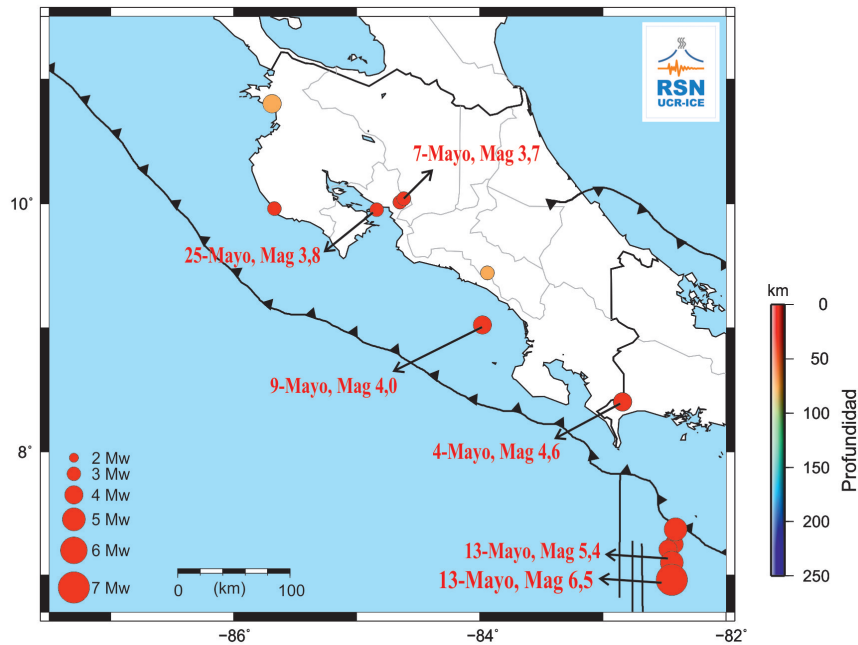 RSN
UCR-ICE
7-Mayo, Mag 3,7
10°
25-Mayo, Mag 3,8
km
0
9-Mayo, Mag 4,0
50
100
4-Mayo, Mag 4,6
8°
150
Profundidad
2 Mw
3 Mw
4 Mw
200
5 Mw
6 Mw
13-Mayo, Mag 5,4
13-Mayo, Mag 6,5
250
7 Mw
0 (km) 100
−86° −84° −82°